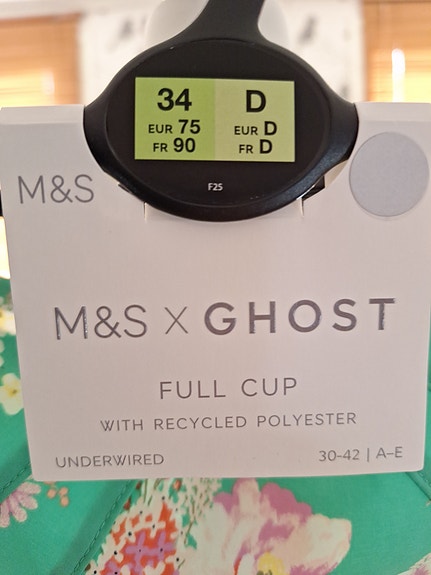 34 D
EUR 75 EUR D
FR 90 FR D
F25
M&S
M&S X GHOST
FULL CUP
WITH RECYCLED POLYESTER
UNDERWIRED 30-42 | A–E